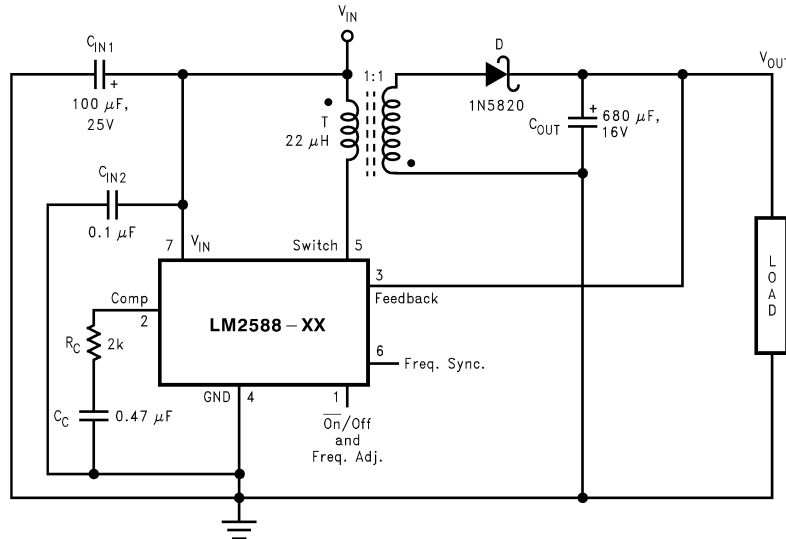 V_IN
C_IN1
+
100 μF,
25V
1:1
T
22 μH
D
1N5820
V_OUT
+
C_OUT
680 μF,
16V
C_IN2
0.1 μF
7
V_IN
Switch
5
3
Feedback
Comp
2
LM2588-XX
R_C
2k
6
Freq. Sync.
GND
4
1
C_C
0.47 μF
O̅n̅/Off
and
Freq. Adj.
LOAD